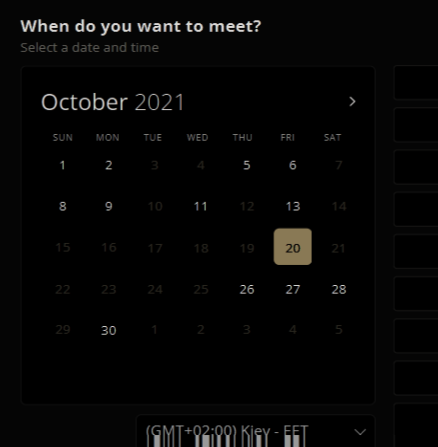 When do you want to meet?
Select a date and time
October 2021
SUN MON TUE WED THU FRI SAT
1 2 3 4 5 6 7
8 9 10 11 12 13 14
15 16 17 18 19 20 21
22 23 24 25 26 27 28
29 30 1 2 3 4 5
(GMT+02:00) Kiev - EET